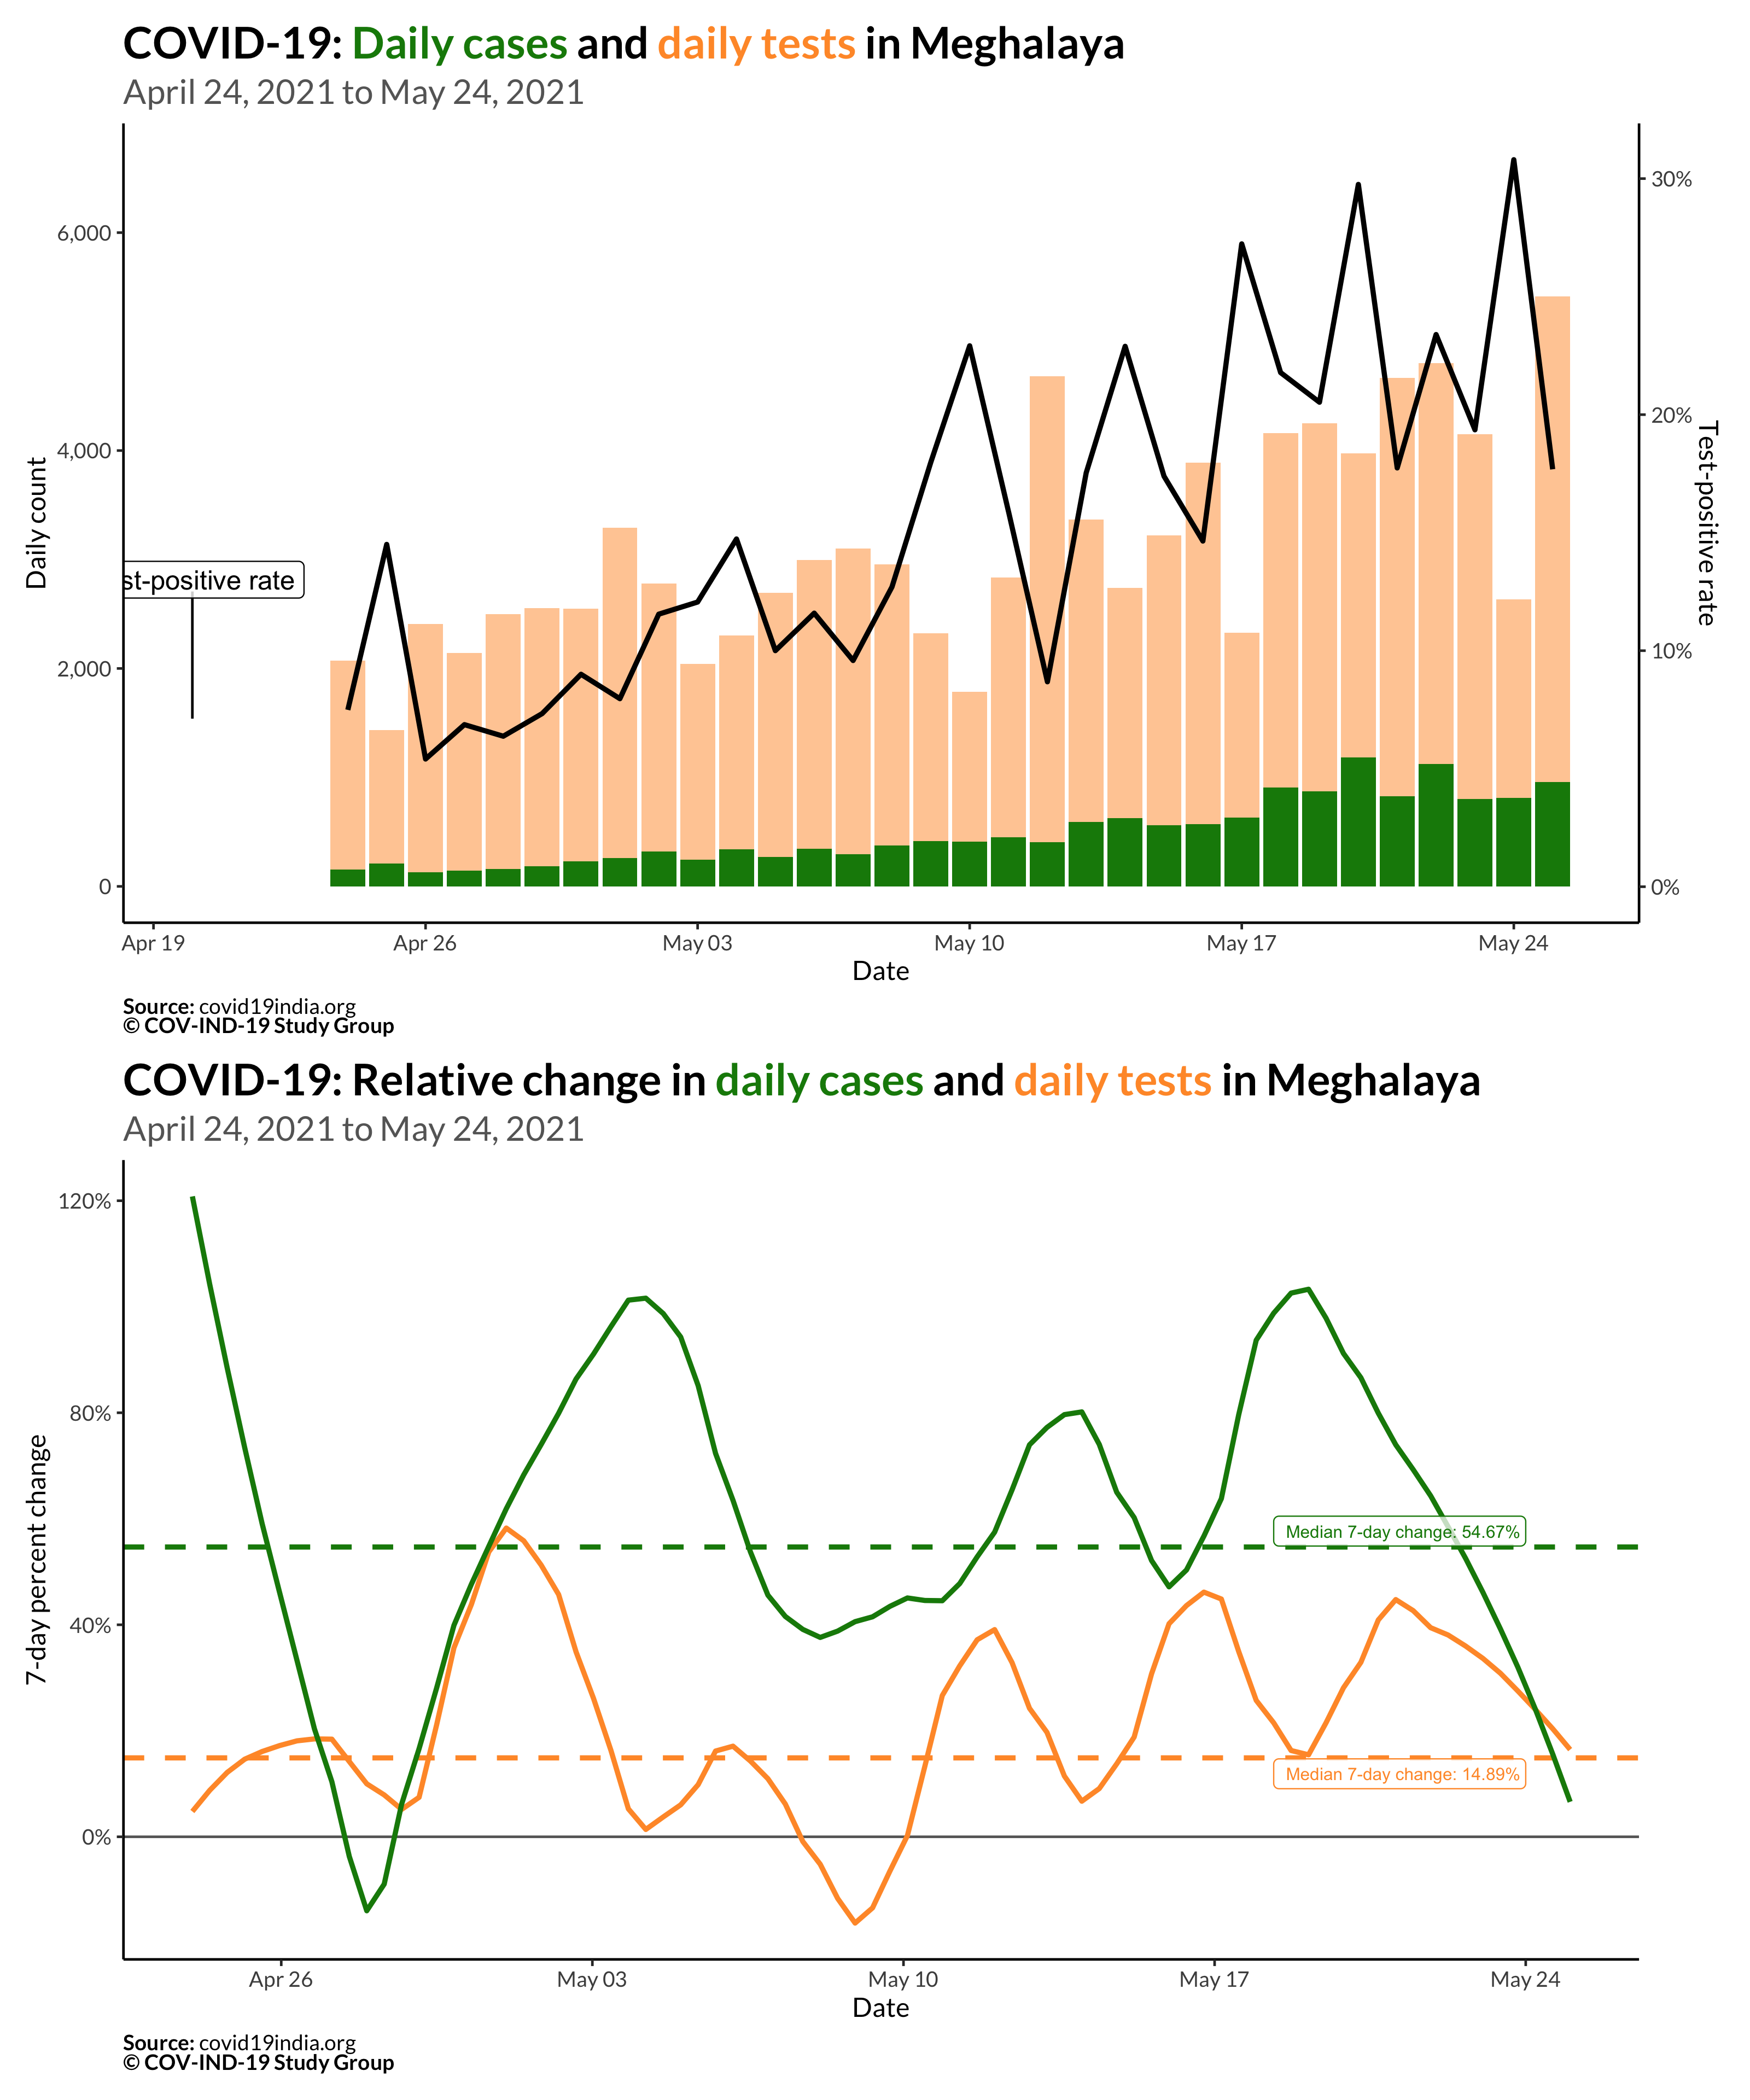 COVID-19: Daily cases and daily tests in Meghalaya
April 24, 2021 to May 24, 2021
6,000
4,000
2,000
0
Daily count
st-positive rate
30%
20%
10%
0%
Test-positive rate
Apr 19
Apr 26
May 03
May 10
May 17
May 24
Date
Source: covid19india.org
© COV-IND-19 Study Group
COVID-19: Relative change in daily cases and daily tests in Meghalaya
April 24, 2021 to May 24, 2021
120%
80%
40%
0%
7-day percent change
Median 7-day change: 54.67%
Median 7-day change: 14.89%
Apr 26
May 03
May 10
May 17
May 24
Date
Source: covid19india.org
© COV-IND-19 Study Group